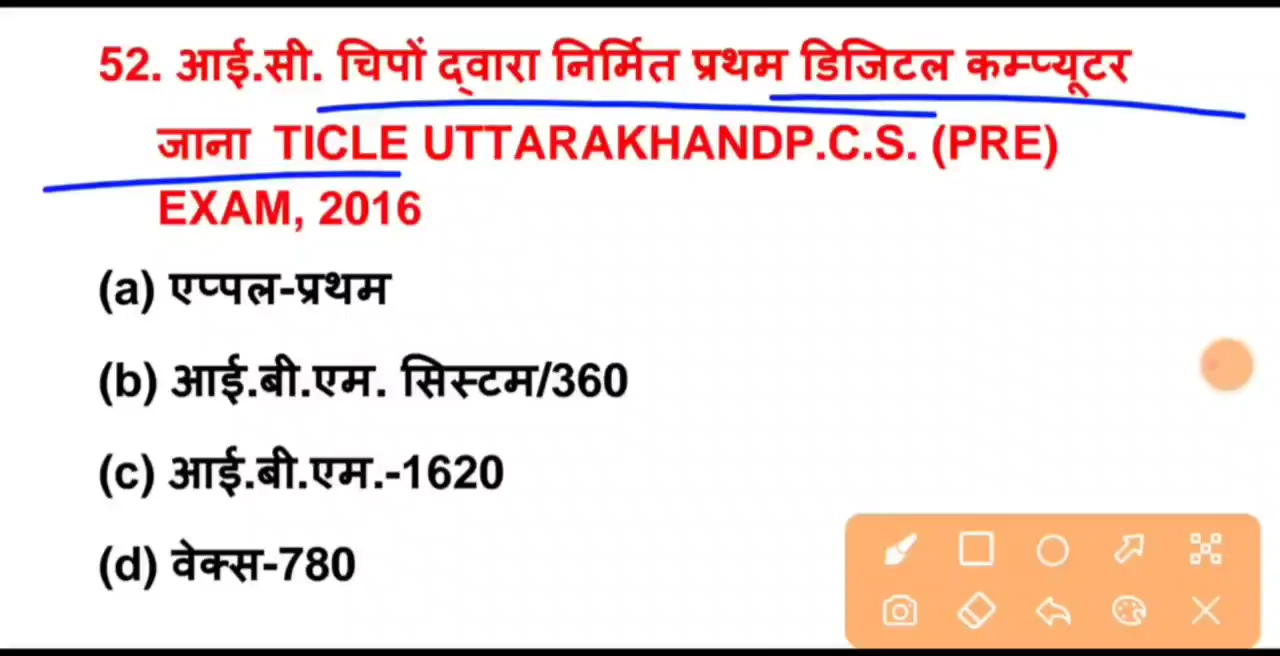 52. आई.सी. चिपों द्वारा निर्मित प्रथम डिजिटल कम्प्यूटर
जाना TICLE UTTARAKHANDP.C.S. (PRE)
EXAM, 2016
(a) एप्पल-प्रथम
(b) आई.बी.एम. सिस्टम/360
(c) आई.बी.एम.-1620
(d) वेक्स-780